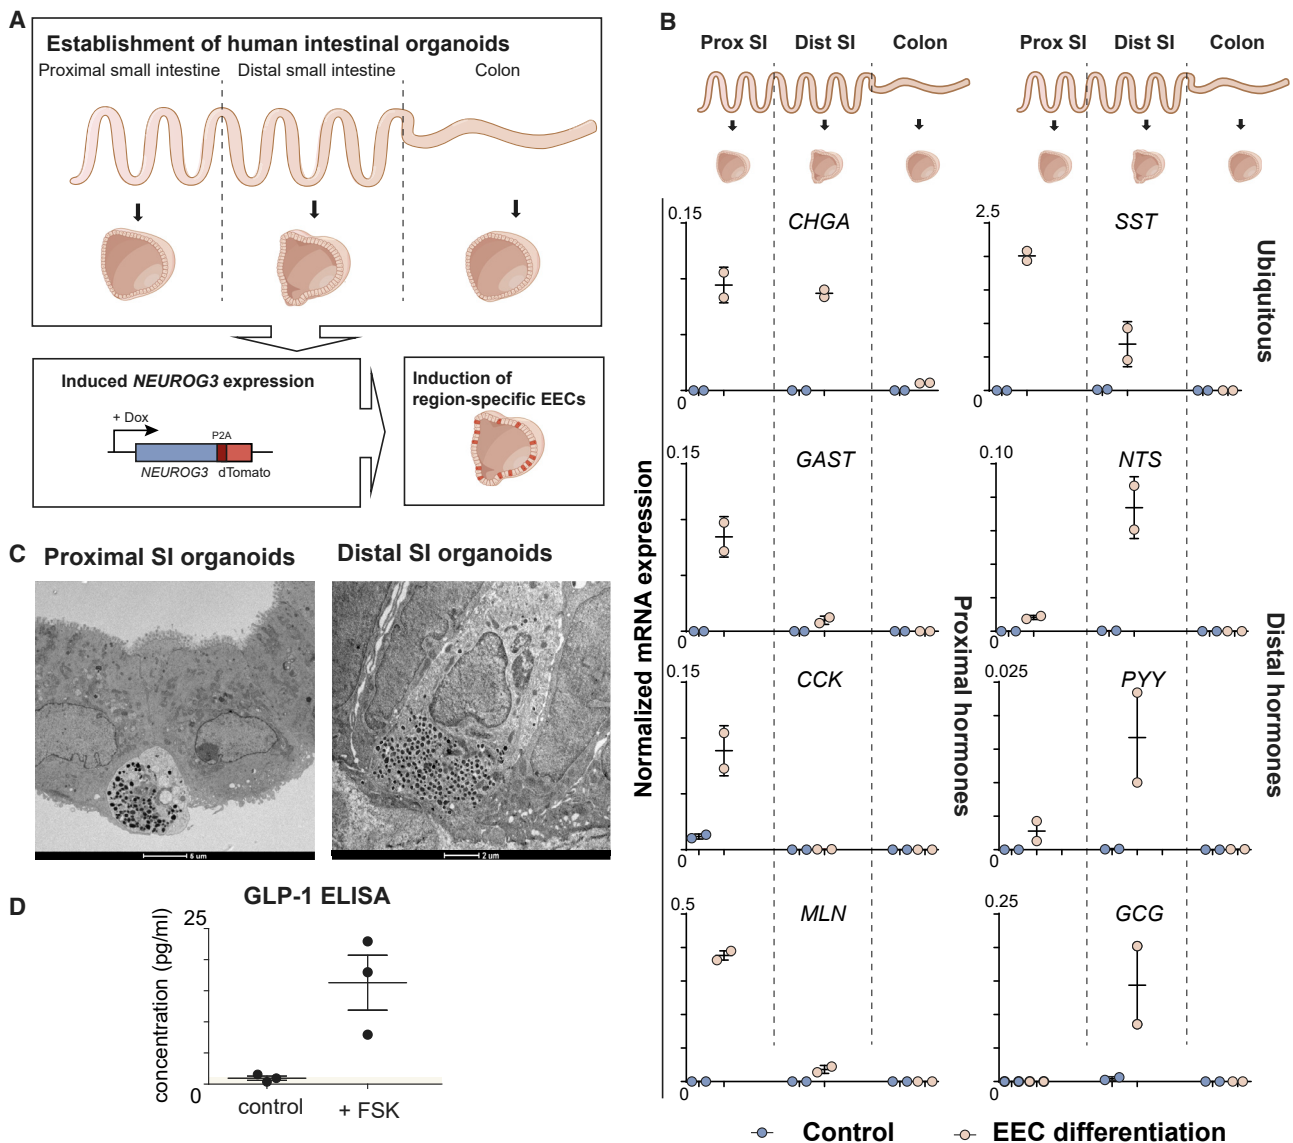 A
Establishment of human intestinal organoids
Proximal small intestine
Distal small intestine
Colon
Induced NEUROG3 expression
+ Dox
P2A
NEUROG3
dTomato
Induction of
region-specific EECs
B
Prox SI
Dist SI
Colon
Prox SI
Dist SI
Colon
Normalized mRNA expression
0.15
CHGA
0
2.5
SST
0
Ubiquitous
0.15
GAST
0
0.10
NTS
0
Proximal hormones
Distal hormones
0.15
CCK
0
0.025
PYY
0
0.5
MLN
0
0.25
GCG
0
Control
EEC differentiation
C
Proximal SI organoids
Distal SI organoids
5 um
2 um
D
GLP-1 ELISA
concentration (pg/ml)
25
0
control
+ FSK